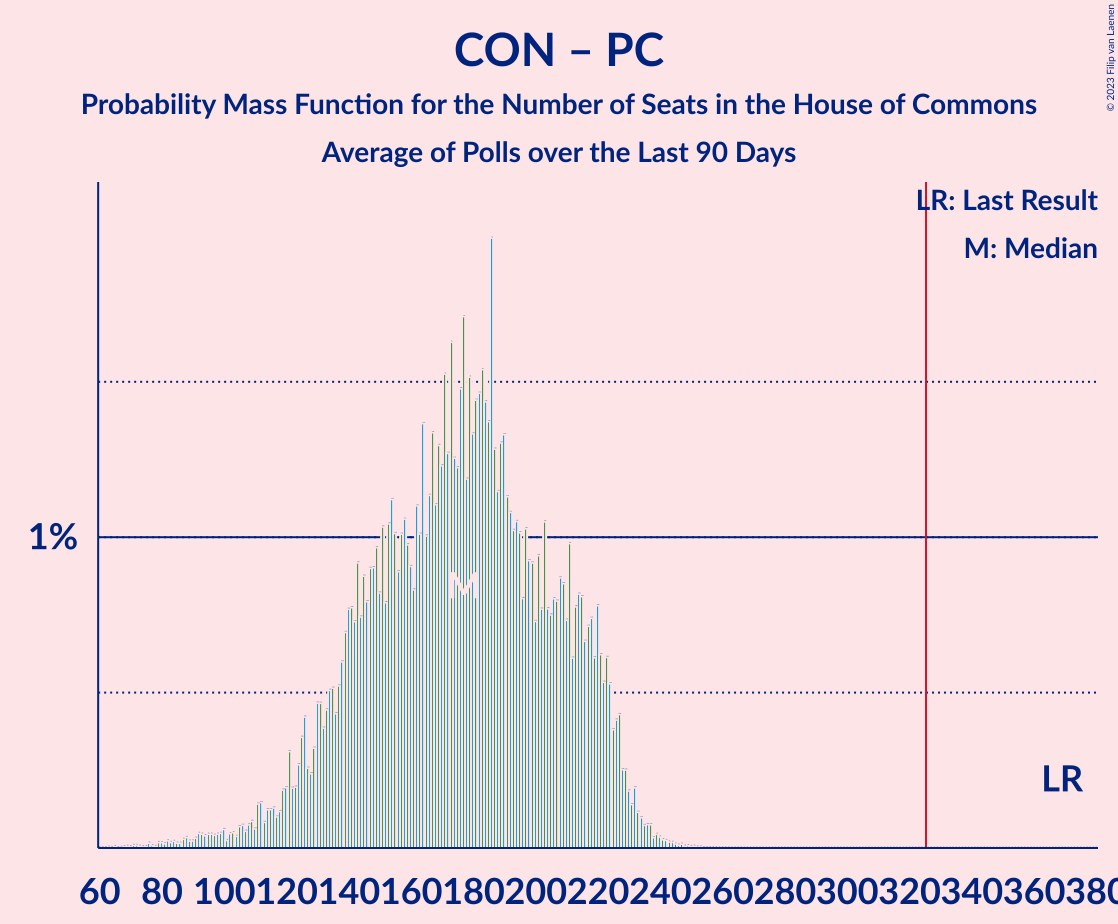 CON – PC
Probability Mass Function for the Number of Seats in the House of Commons
Average of Polls over the Last 90 Days
© 2023 Filip van Laenen
LR: Last Result
M: Median
1%
M
LR
60 80 100 120 140 160 180 200 220 240 260 280 300 320 340 360 380